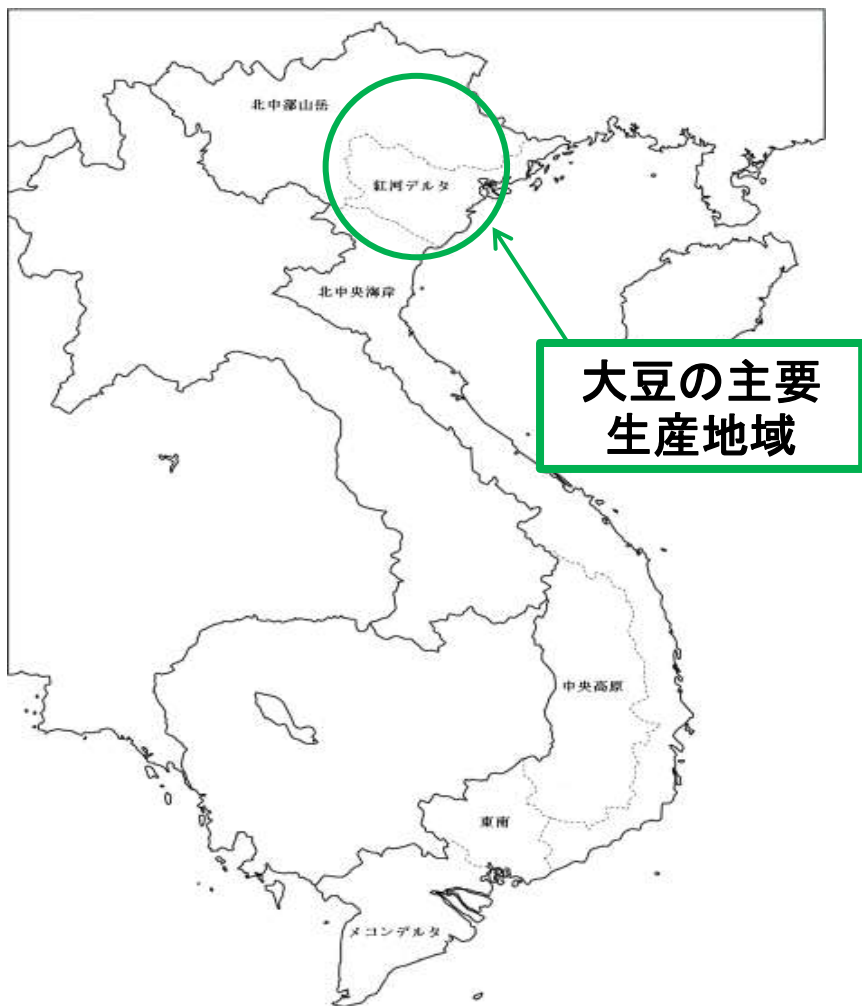 北中部山岳
紅河デルタ
北中央海岸
大豆の主要
生産地域
中央高原
東南
メコンデルタ